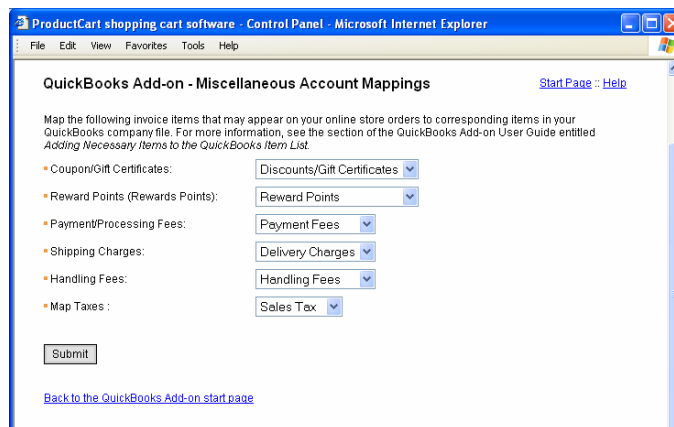 ProductCart shopping cart software - Control Panel - Microsoft Internet Explorer
File Edit View Favorites Tools Help
QuickBooks Add-on - Miscellaneous Account Mappings
Start Page :: Help
Map the following invoice items that may appear on your online store orders to corresponding items in your
QuickBooks company file. For more information, see the section of the QuickBooks Add-on User Guide entitled
Adding Necessary Items to the QuickBooks Item List.
Coupon/Gift Certificates: Discounts/Gift Certificates
Reward Points (Rewards Points): Reward Points
Payment/Processing Fees: Payment Fees
Shipping Charges: Delivery Charges
Handling Fees: Handling Fees
Map Taxes : Sales Tax
Submit
Back to the QuickBooks Add-on start page